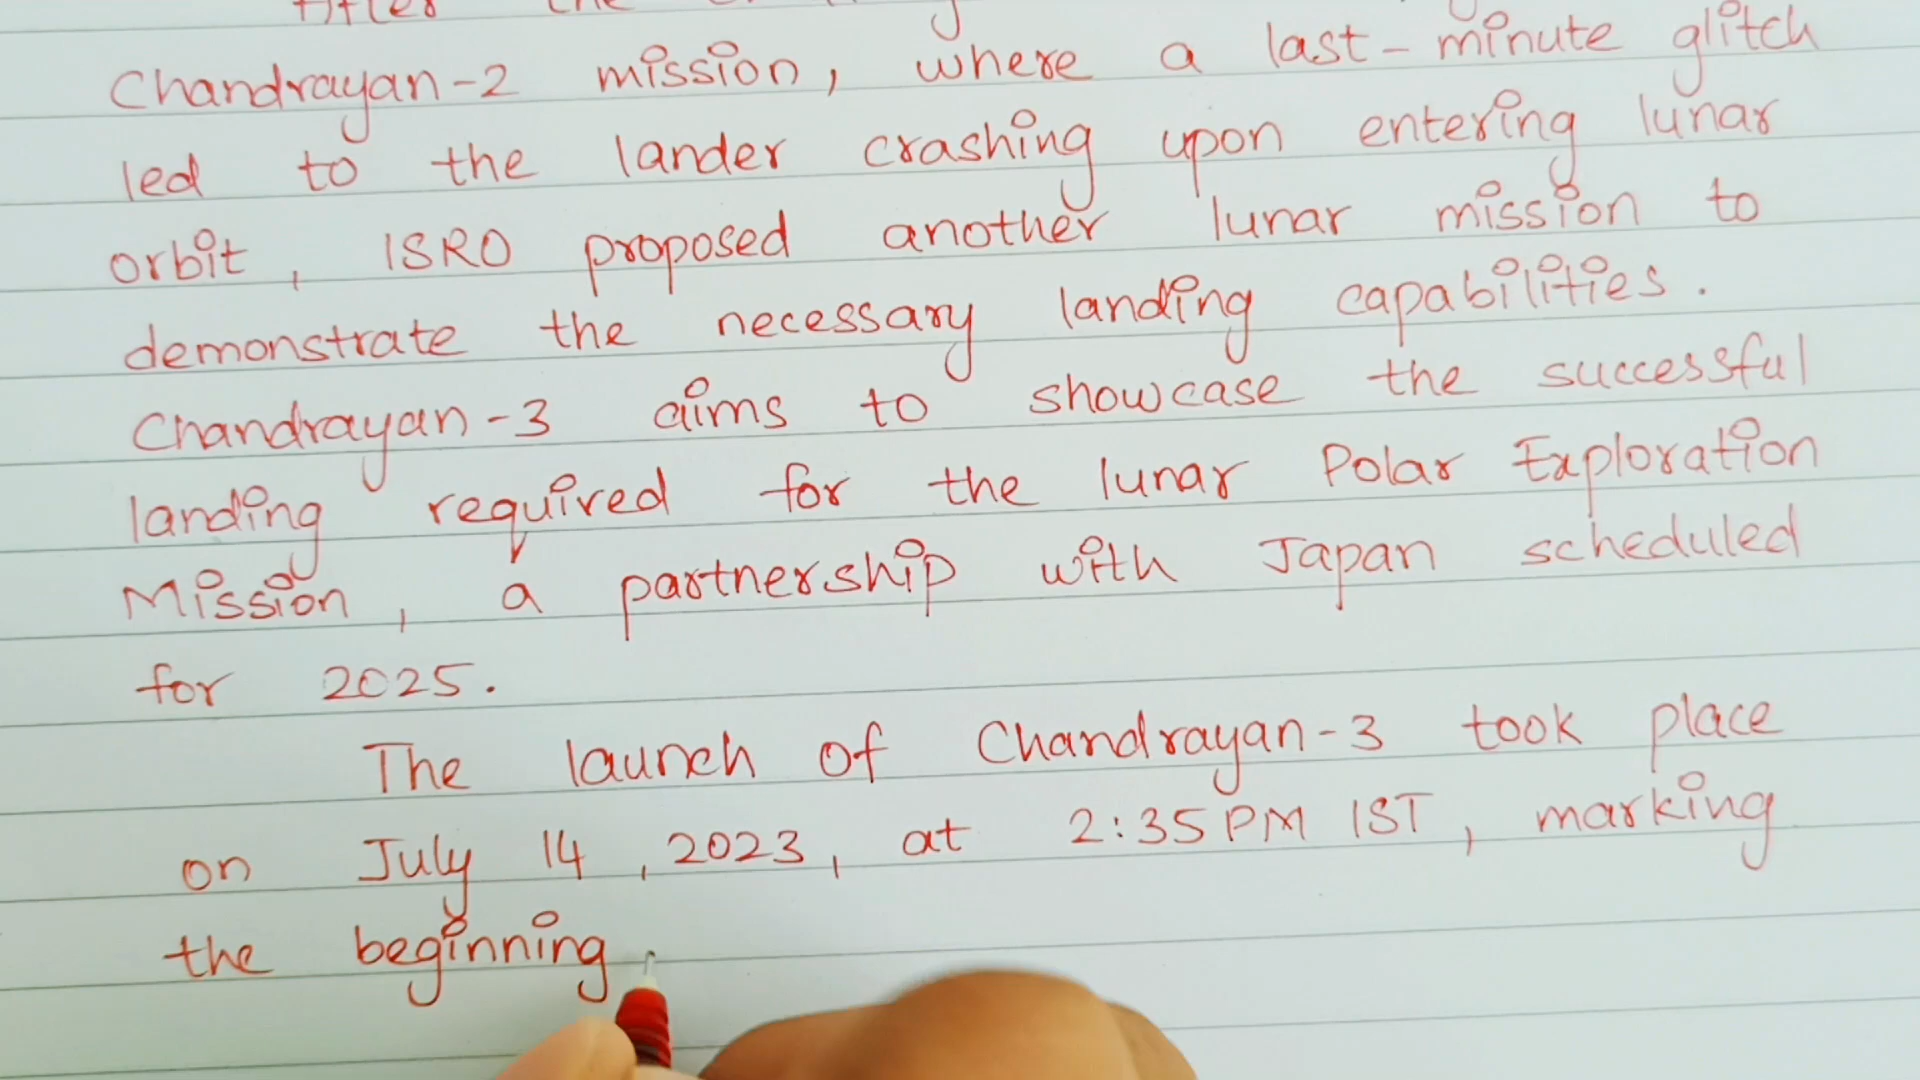 After the
Chandrayan-2 mission, where a last-minute glitch
led to the lander crashing upon entering lunar
orbit, ISRO proposed another lunar mission to
demonstrate the necessary landing capabilities.
Chandrayan-3 aims to showcase the successful
landing required for the lunar Polar Exploration
Mission, a partnership with Japan scheduled
for 2025.
The launch of Chandrayan-3 took place
on July 14, 2023, at 2:35PM IST, marking
the beginning